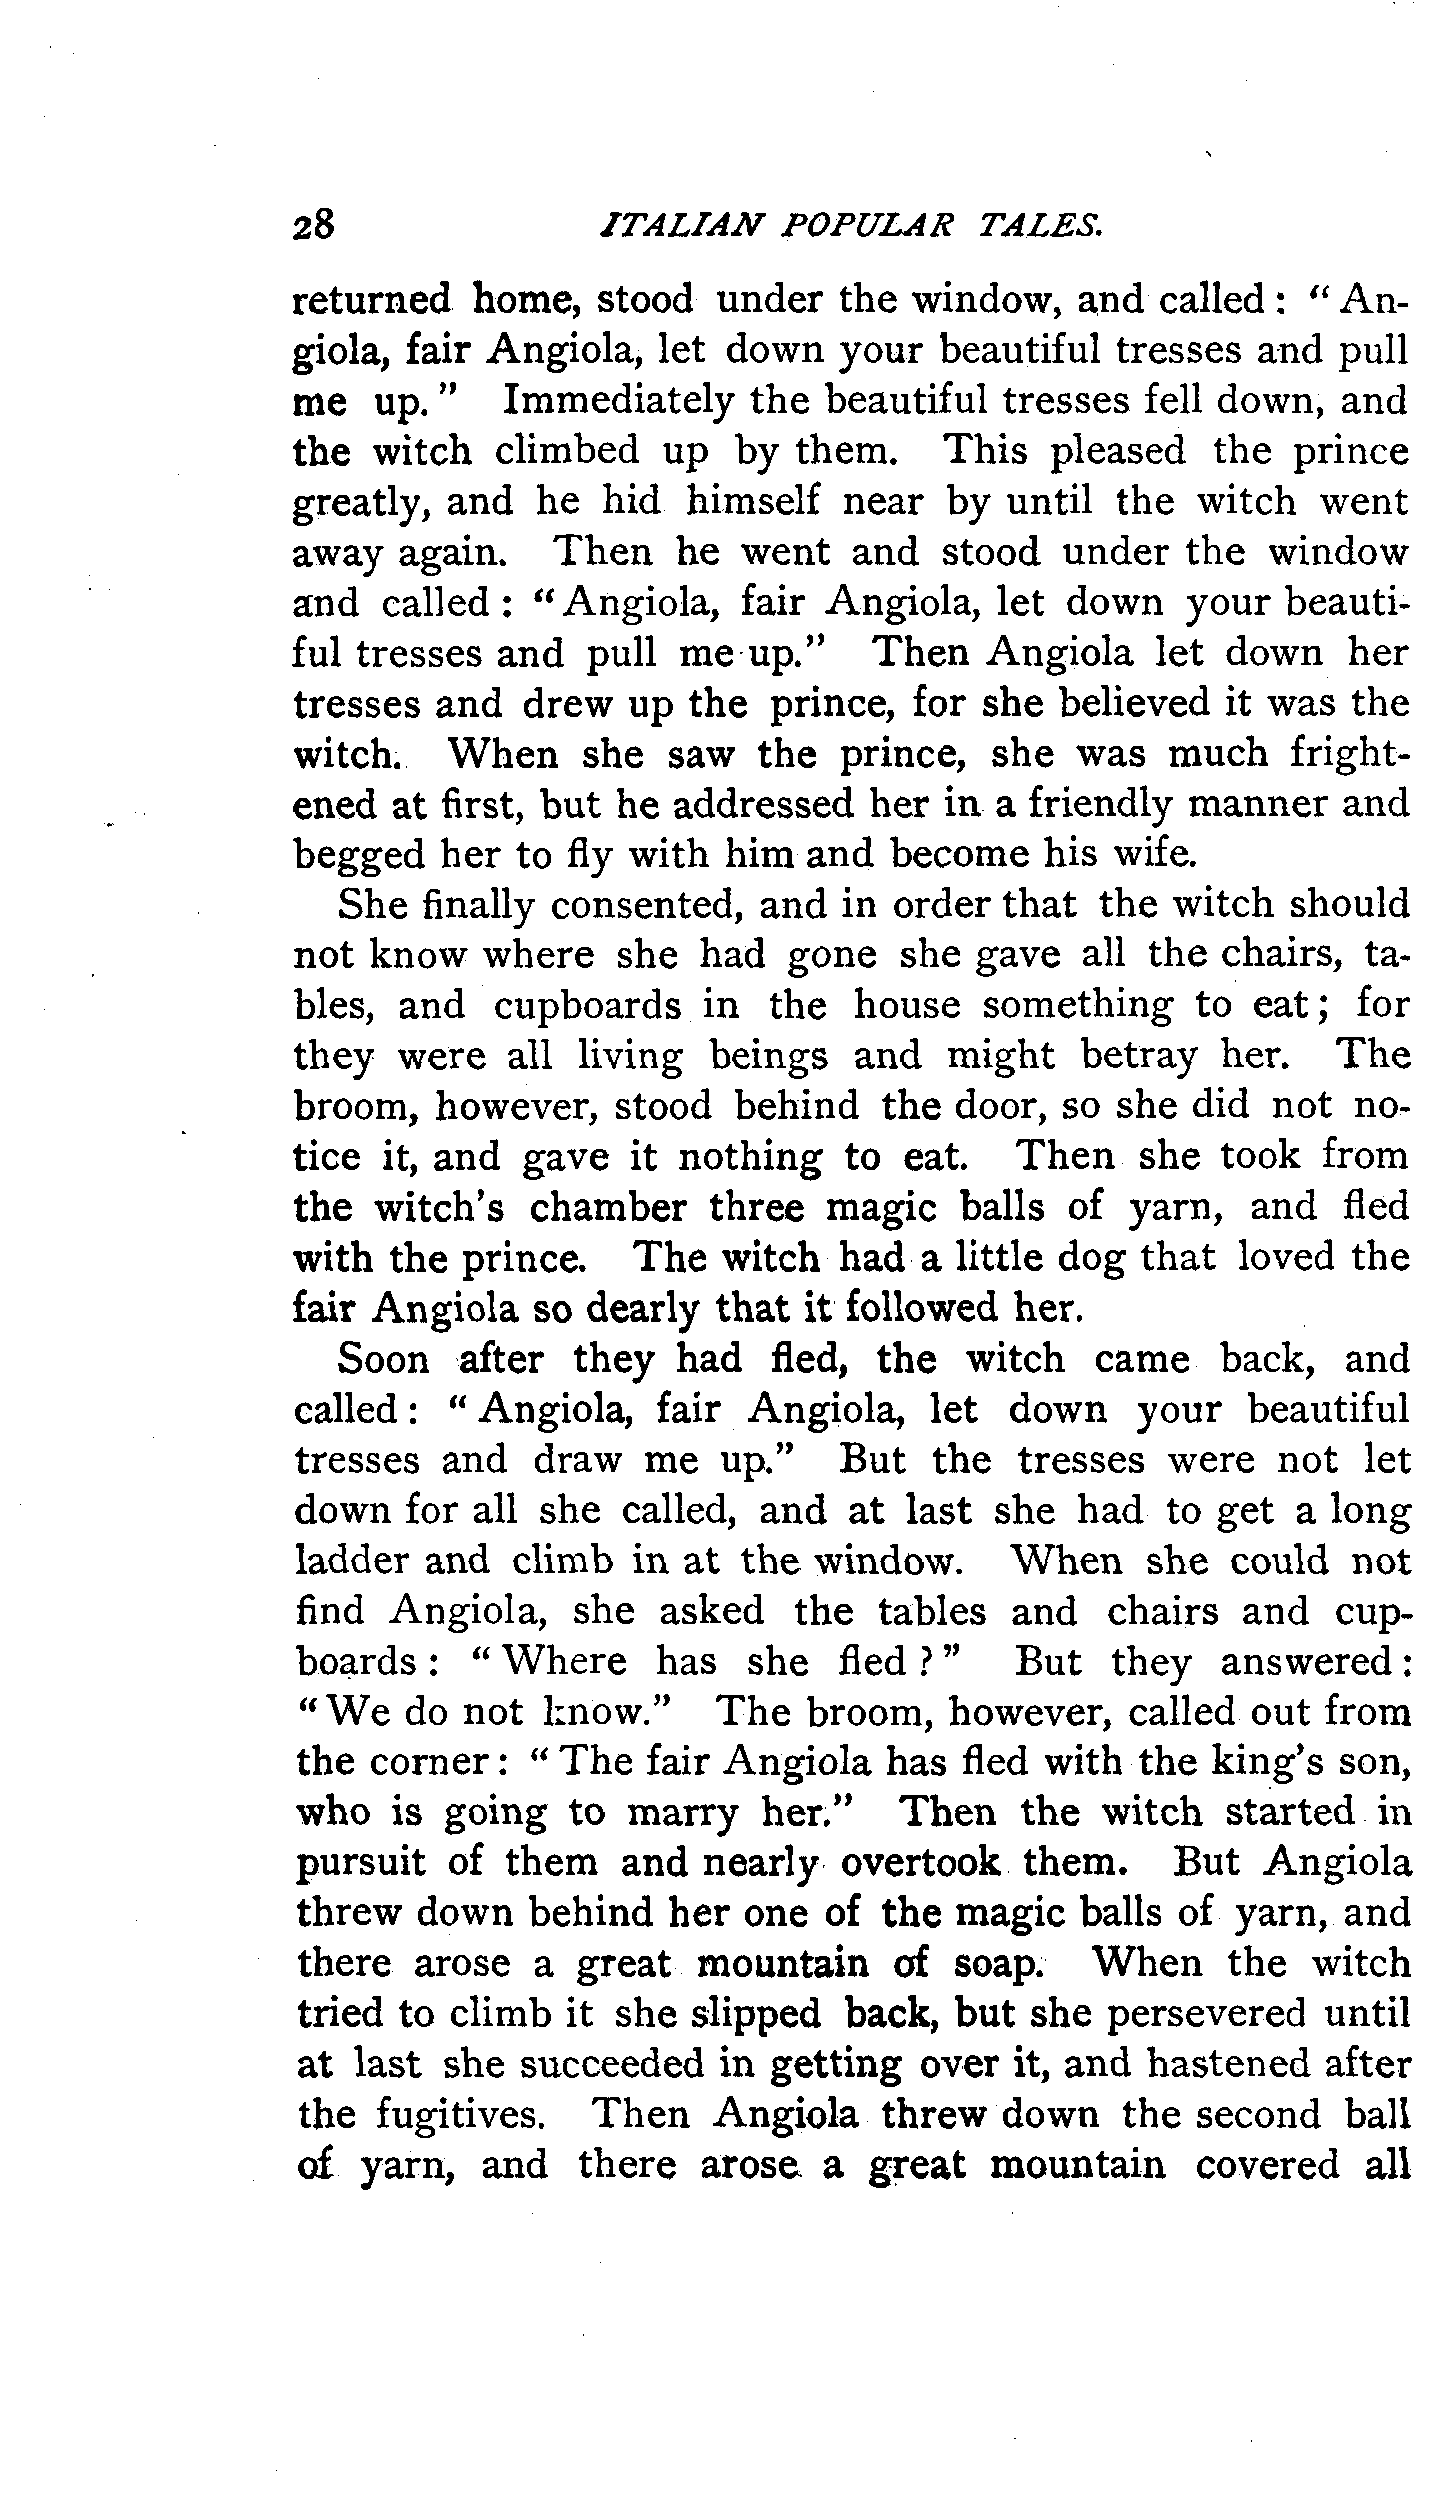 28 ITALIAN POPULAR TALES.
returned home, stood under the window, and called : " An-
giola, fair Angiola, let down your beautiful tresses and pull
me up. " Immediately the beautiful tresses fell down, and
the witch climbed up by them. This pleased the prince
greatly, and he hid himself near by until the witch went
away again. Then he went and stood under the window
and called : " Angiola, fair Angiola, let down your beauti-
ful tresses and pull me up." Then Angiola let down her
tresses and drew up the prince, for she believed it was the
witch. When she saw the prince, she was much fright-
ened at first, but he addressed her in a friendly manner and
begged her to fly with him and become his wife.
She finally consented, and in order that the witch should
not know where she had gone she gave all the chairs, ta-
bles, and cupboards in the house something to eat ; for
they were all living beings and might betray her. The
broom, however, stood behind the door, so she did not no-
tice it, and gave it nothing to eat. Then she took from
the witch's chamber three magic balls of yarn, and fled
with the prince. The witch had a little dog that loved the
fair Angiola so dearly that it followed her.
Soon after they had fled, the witch came back, and
called : " Angiola, fair Angiola, let down your beautiful
tresses and draw me up." But the tresses were not let
down for all she called, and at last she had to get a long
ladder and climb in at the window. When she could not
find Angiola, she asked the tables and chairs and cup-
boards : " Where has she fled ? " But they answered :
" We do not know." The broom, however, called out from
the corner : " The fair Angiola has fled with the king's son,
who is going to marry her." Then the witch started in
pursuit of them and nearly overtook them. But Angiola
threw down behind her one of the magic balls of yarn, and
there arose a great mountain of soap. When the witch
tried to climb it she slipped back, but she persevered until
at last she succeeded in getting over it, and hastened after
the fugitives. Then Angiola threw down the second ball
of yarn, and there arose a great mountain covered all